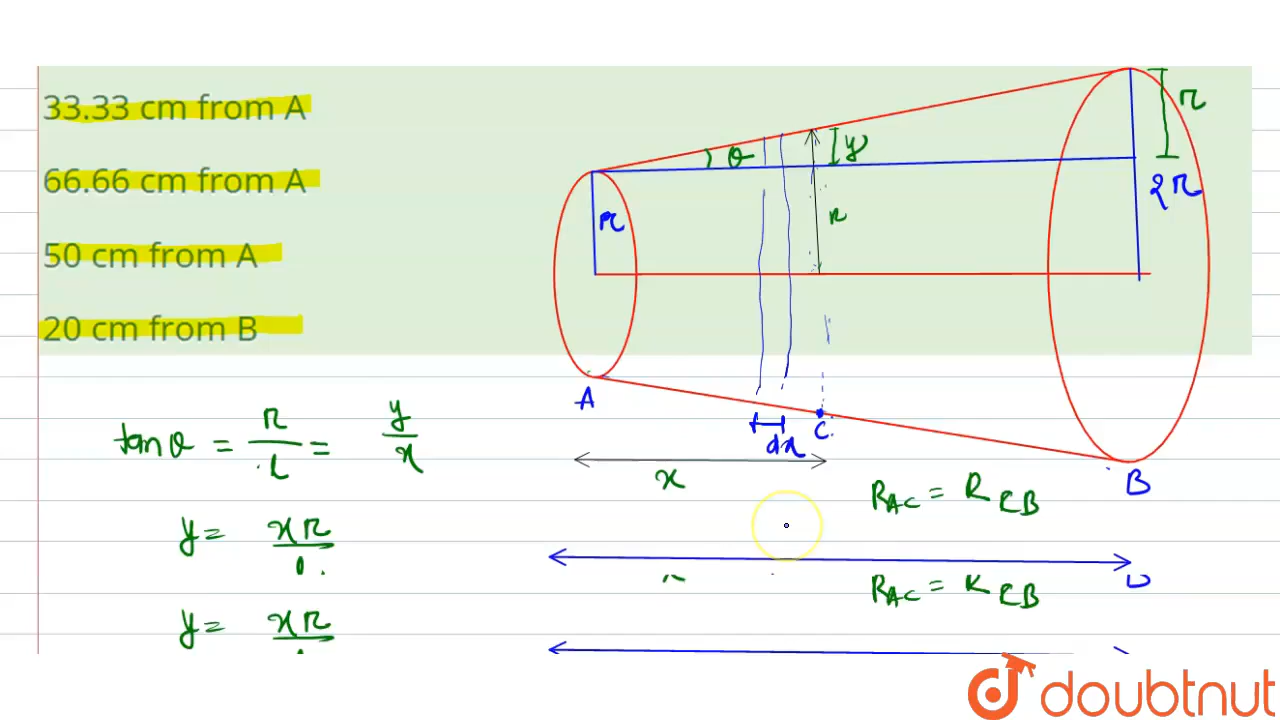 33.33 cm from A
66.66 cm from A
50 cm from A
20 cm from B
r
θ
y
r
r
2r
A
C
dx
x
B
tanθ = r/L = y/x
R_AC = R_CB
y = xr/l
R_AC = R_CB
y = xr
doubtnut